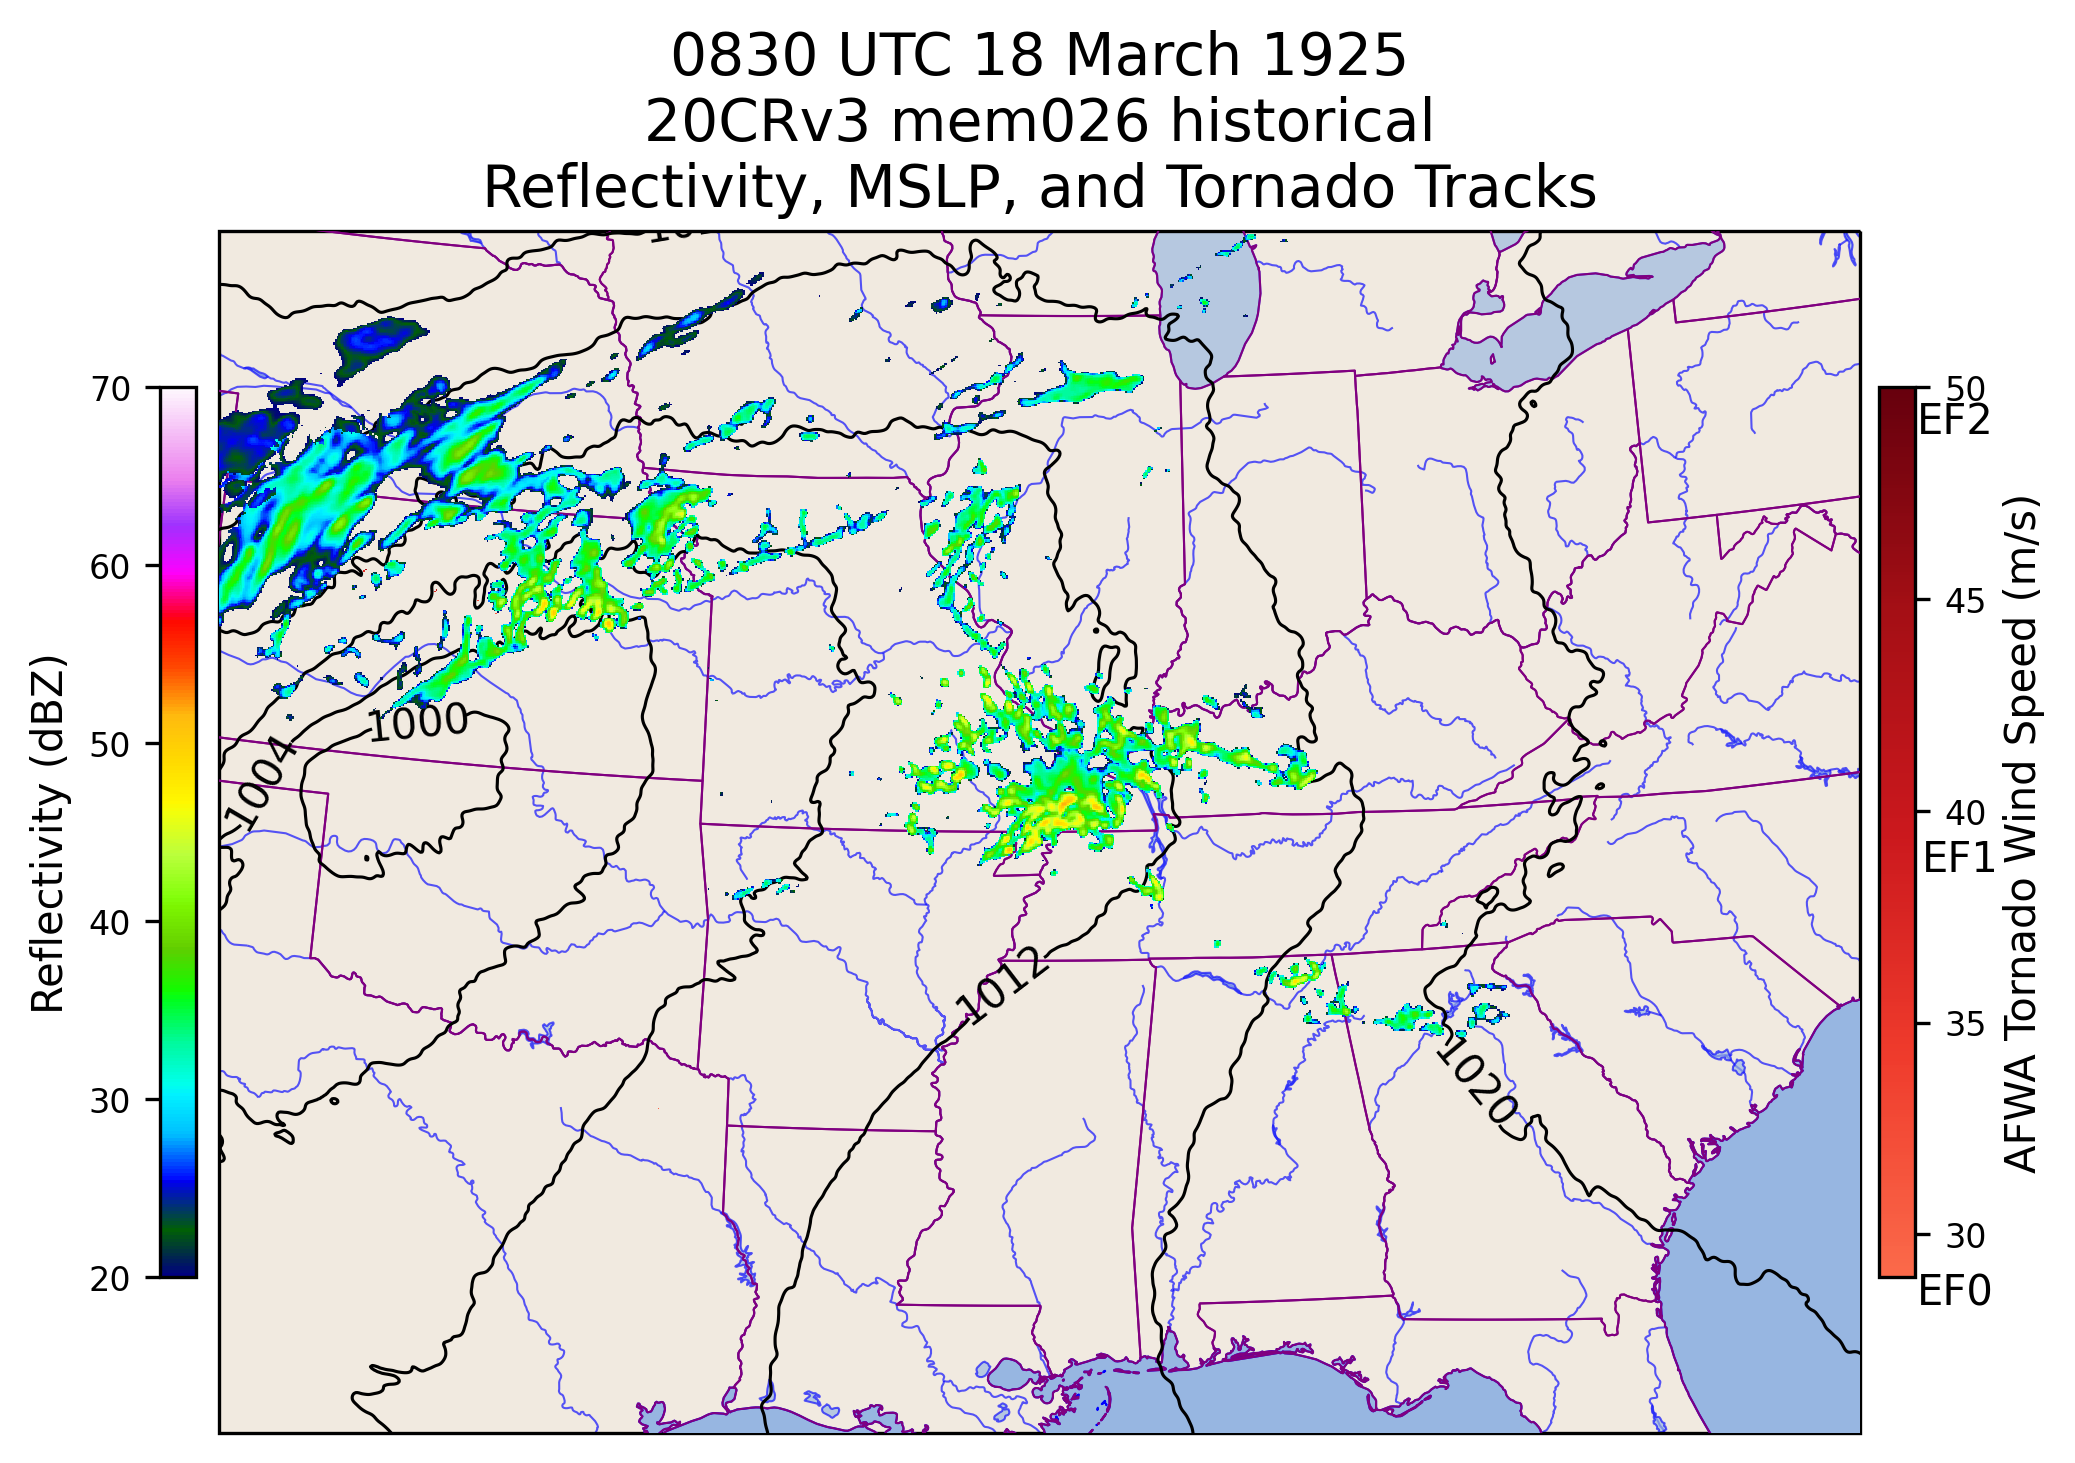 0830 UTC 18 March 1925
20CRv3 mem026 historical
Reflectivity, MSLP, and Tornado Tracks
70
60
50
40
30
20
Reflectivity (dBZ)
1000
1004
1012
1020
50
EF2
45
40
EF1
35
30
EF0
AFWA Tornado Wind Speed (m/s)